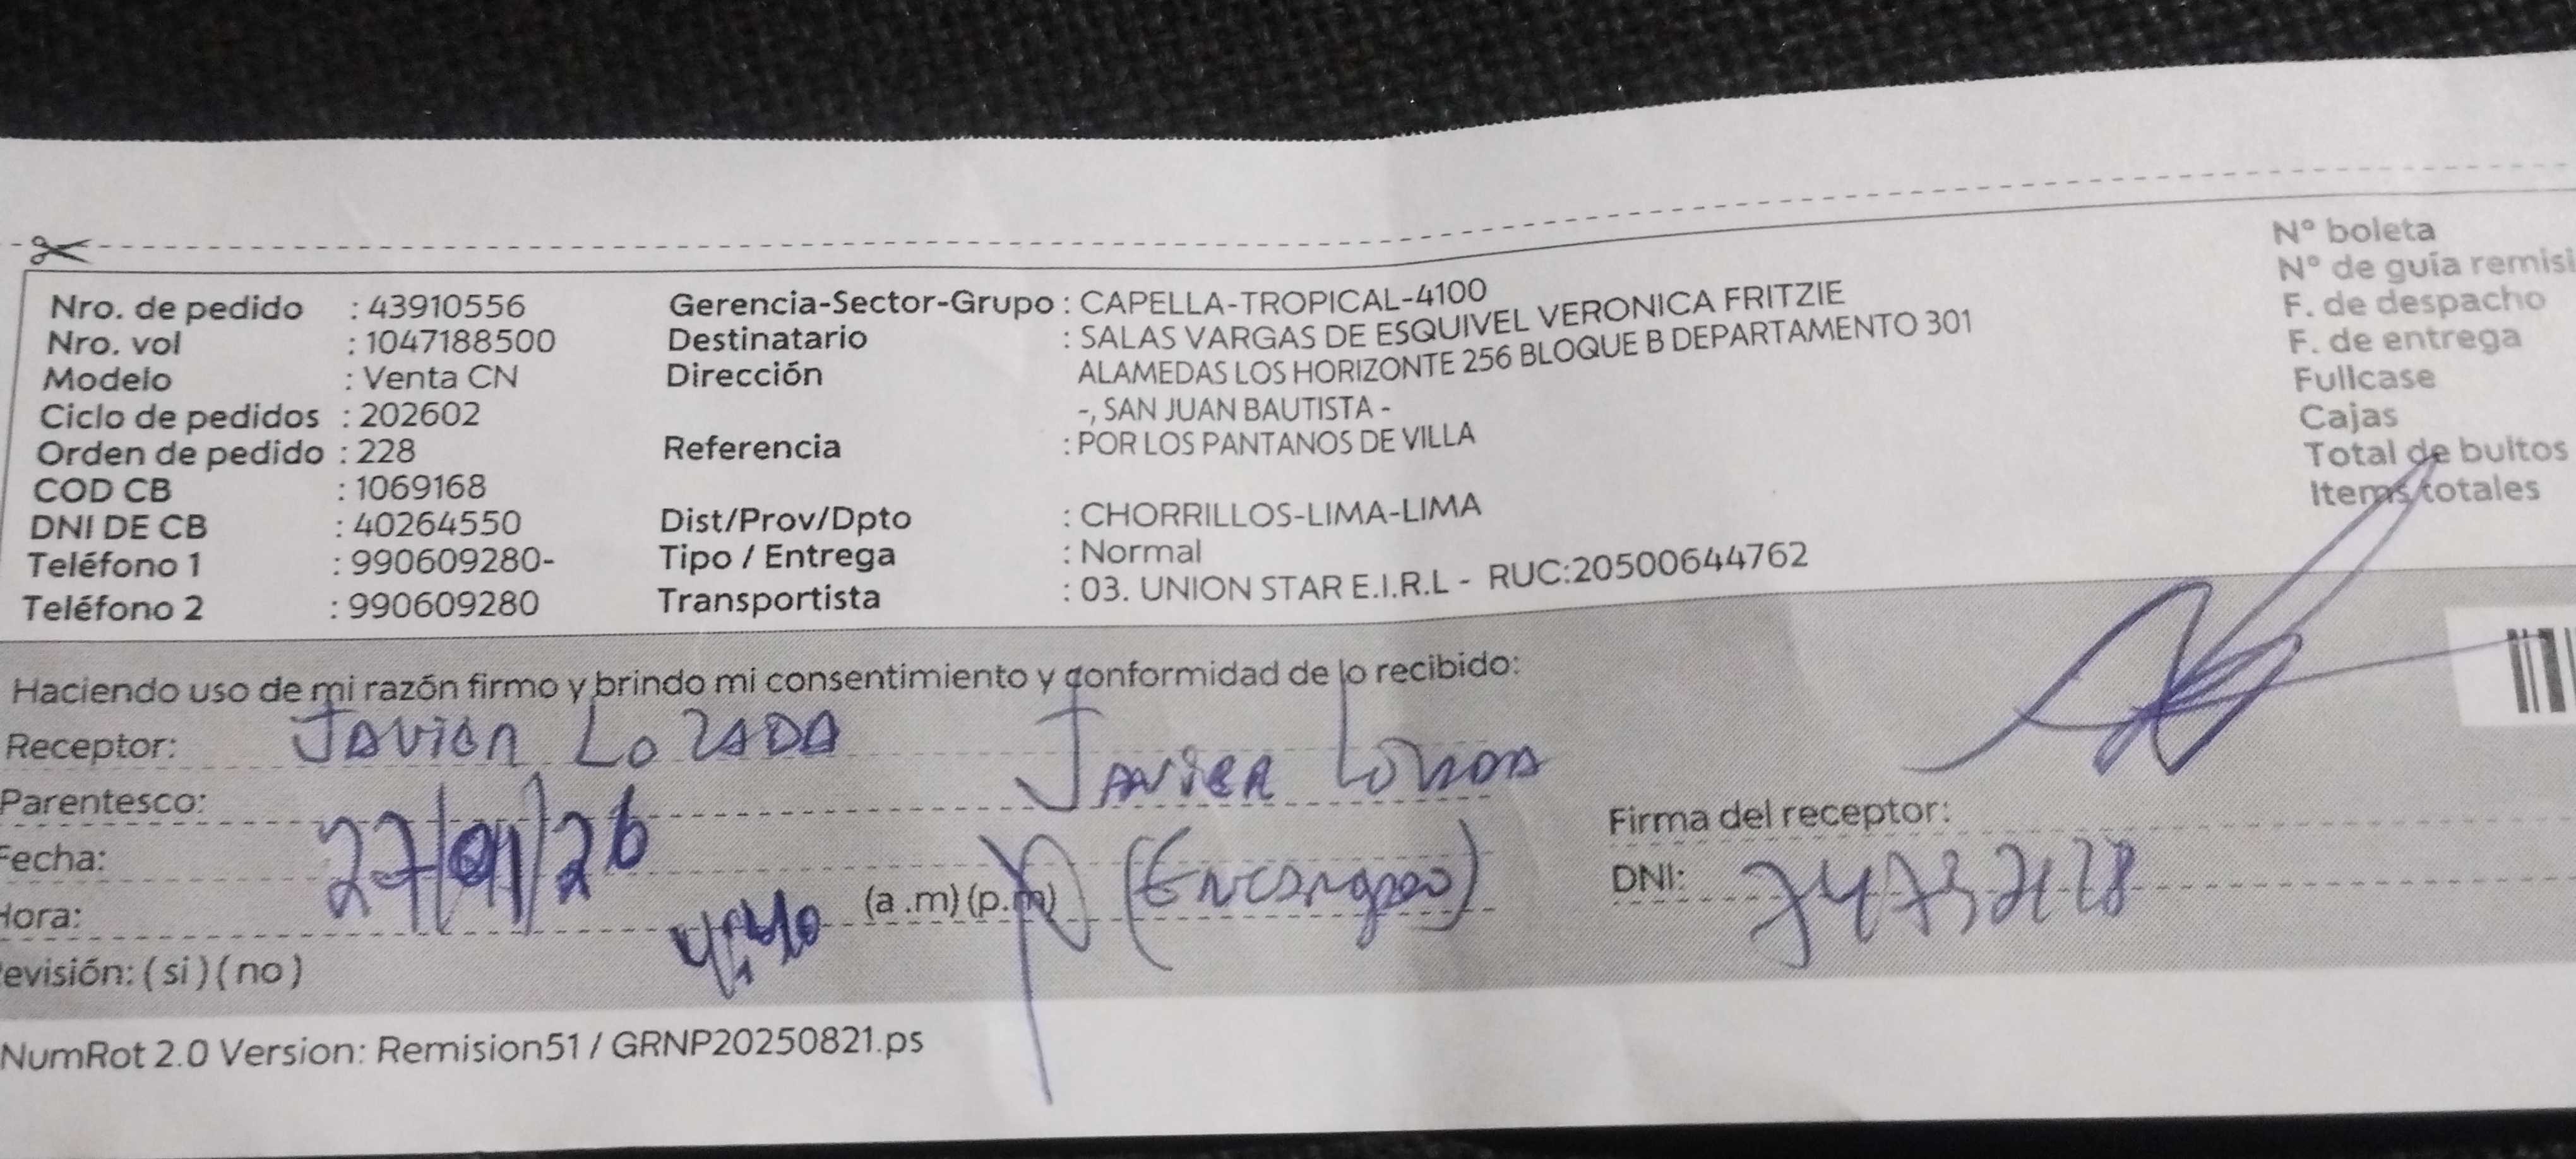 Nro. de pedido : 43910556 Gerencia-Sector-Grupo : CAPELLA-TROPICAL-4100 N° boleta
Nro. vol : 1047188500 Destinatario : SALAS VARGAS DE ESQUIVEL VERONICA FRITZIE N° de guía remisi
Modelo : Venta CN Dirección ALAMEDAS LOS HORIZONTE 256 BLOQUE B DEPARTAMENTO 301 F. de despacho
Ciclo de pedidos : 202602 -, SAN JUAN BAUTISTA - F. de entrega
Orden de pedido : 228 Referencia : POR LOS PANTANOS DE VILLA Fullcase
COD CB : 1069168 Cajas
DNI DE CB : 40264550 Dist/Prov/Dpto : CHORRILLOS-LIMA-LIMA Total de bultos
Teléfono 1 : 990609280- Tipo / Entrega : Normal Items totales
Teléfono 2 : 990609280 Transportista : 03. UNION STAR E.I.R.L - RUC:20500644762
Haciendo uso de mi razón firmo y brindo mi consentimiento y conformidad de lo recibido:
Receptor: JAVIER LOZADA JAVIER LOZADA
Parentesco: Firma del receptor:
Fecha: 27/01/26 (Encargado) DNI:
Hora: 4:40 (a.m) (p.m)
evisión: ( si ) ( no )
NumRot 2.0 Version: Remision51 / GRNP20250821.ps